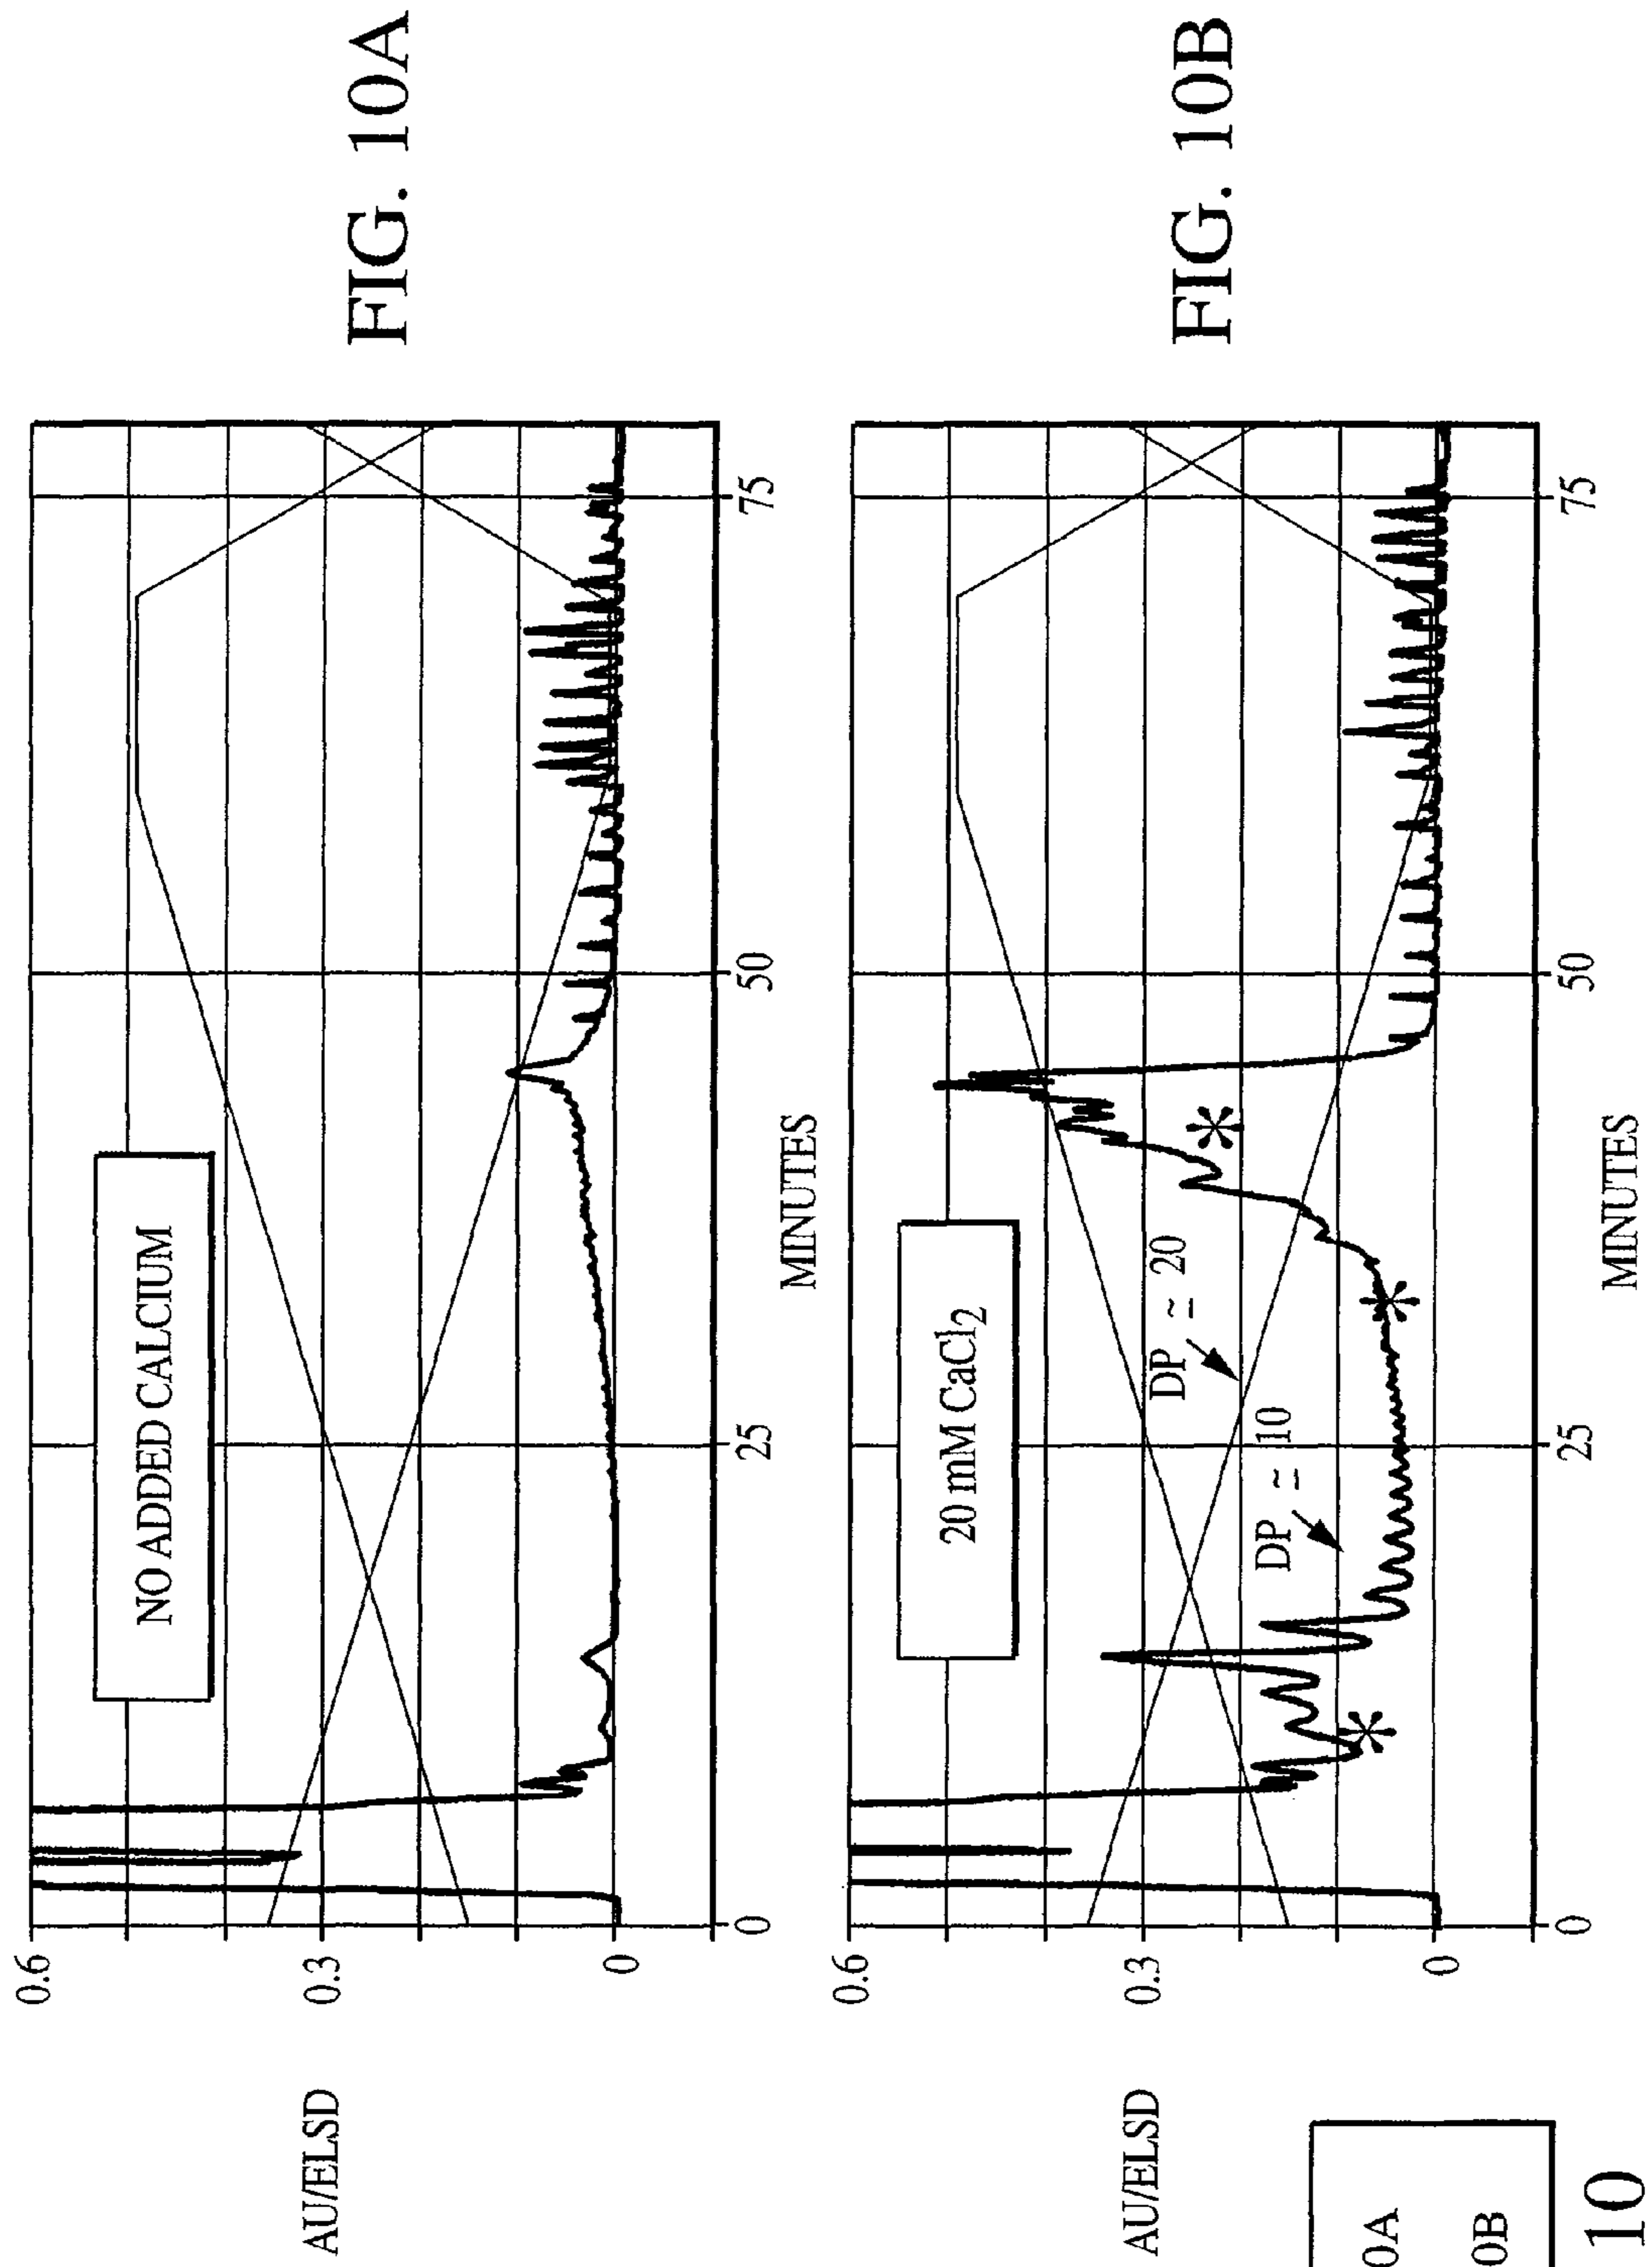 FIG. 10A
AU/ELSD
0.6
0.3
0
NO ADDED CALCIUM
0
25
50
75
MINUTES
FIG. 10B
AU/ELSD
0.6
0.3
0
20 mM CaCl2
DP ≃ 10
DP ≃ 20
*
*
*
0
25
50
75
MINUTES
0A
0B
10